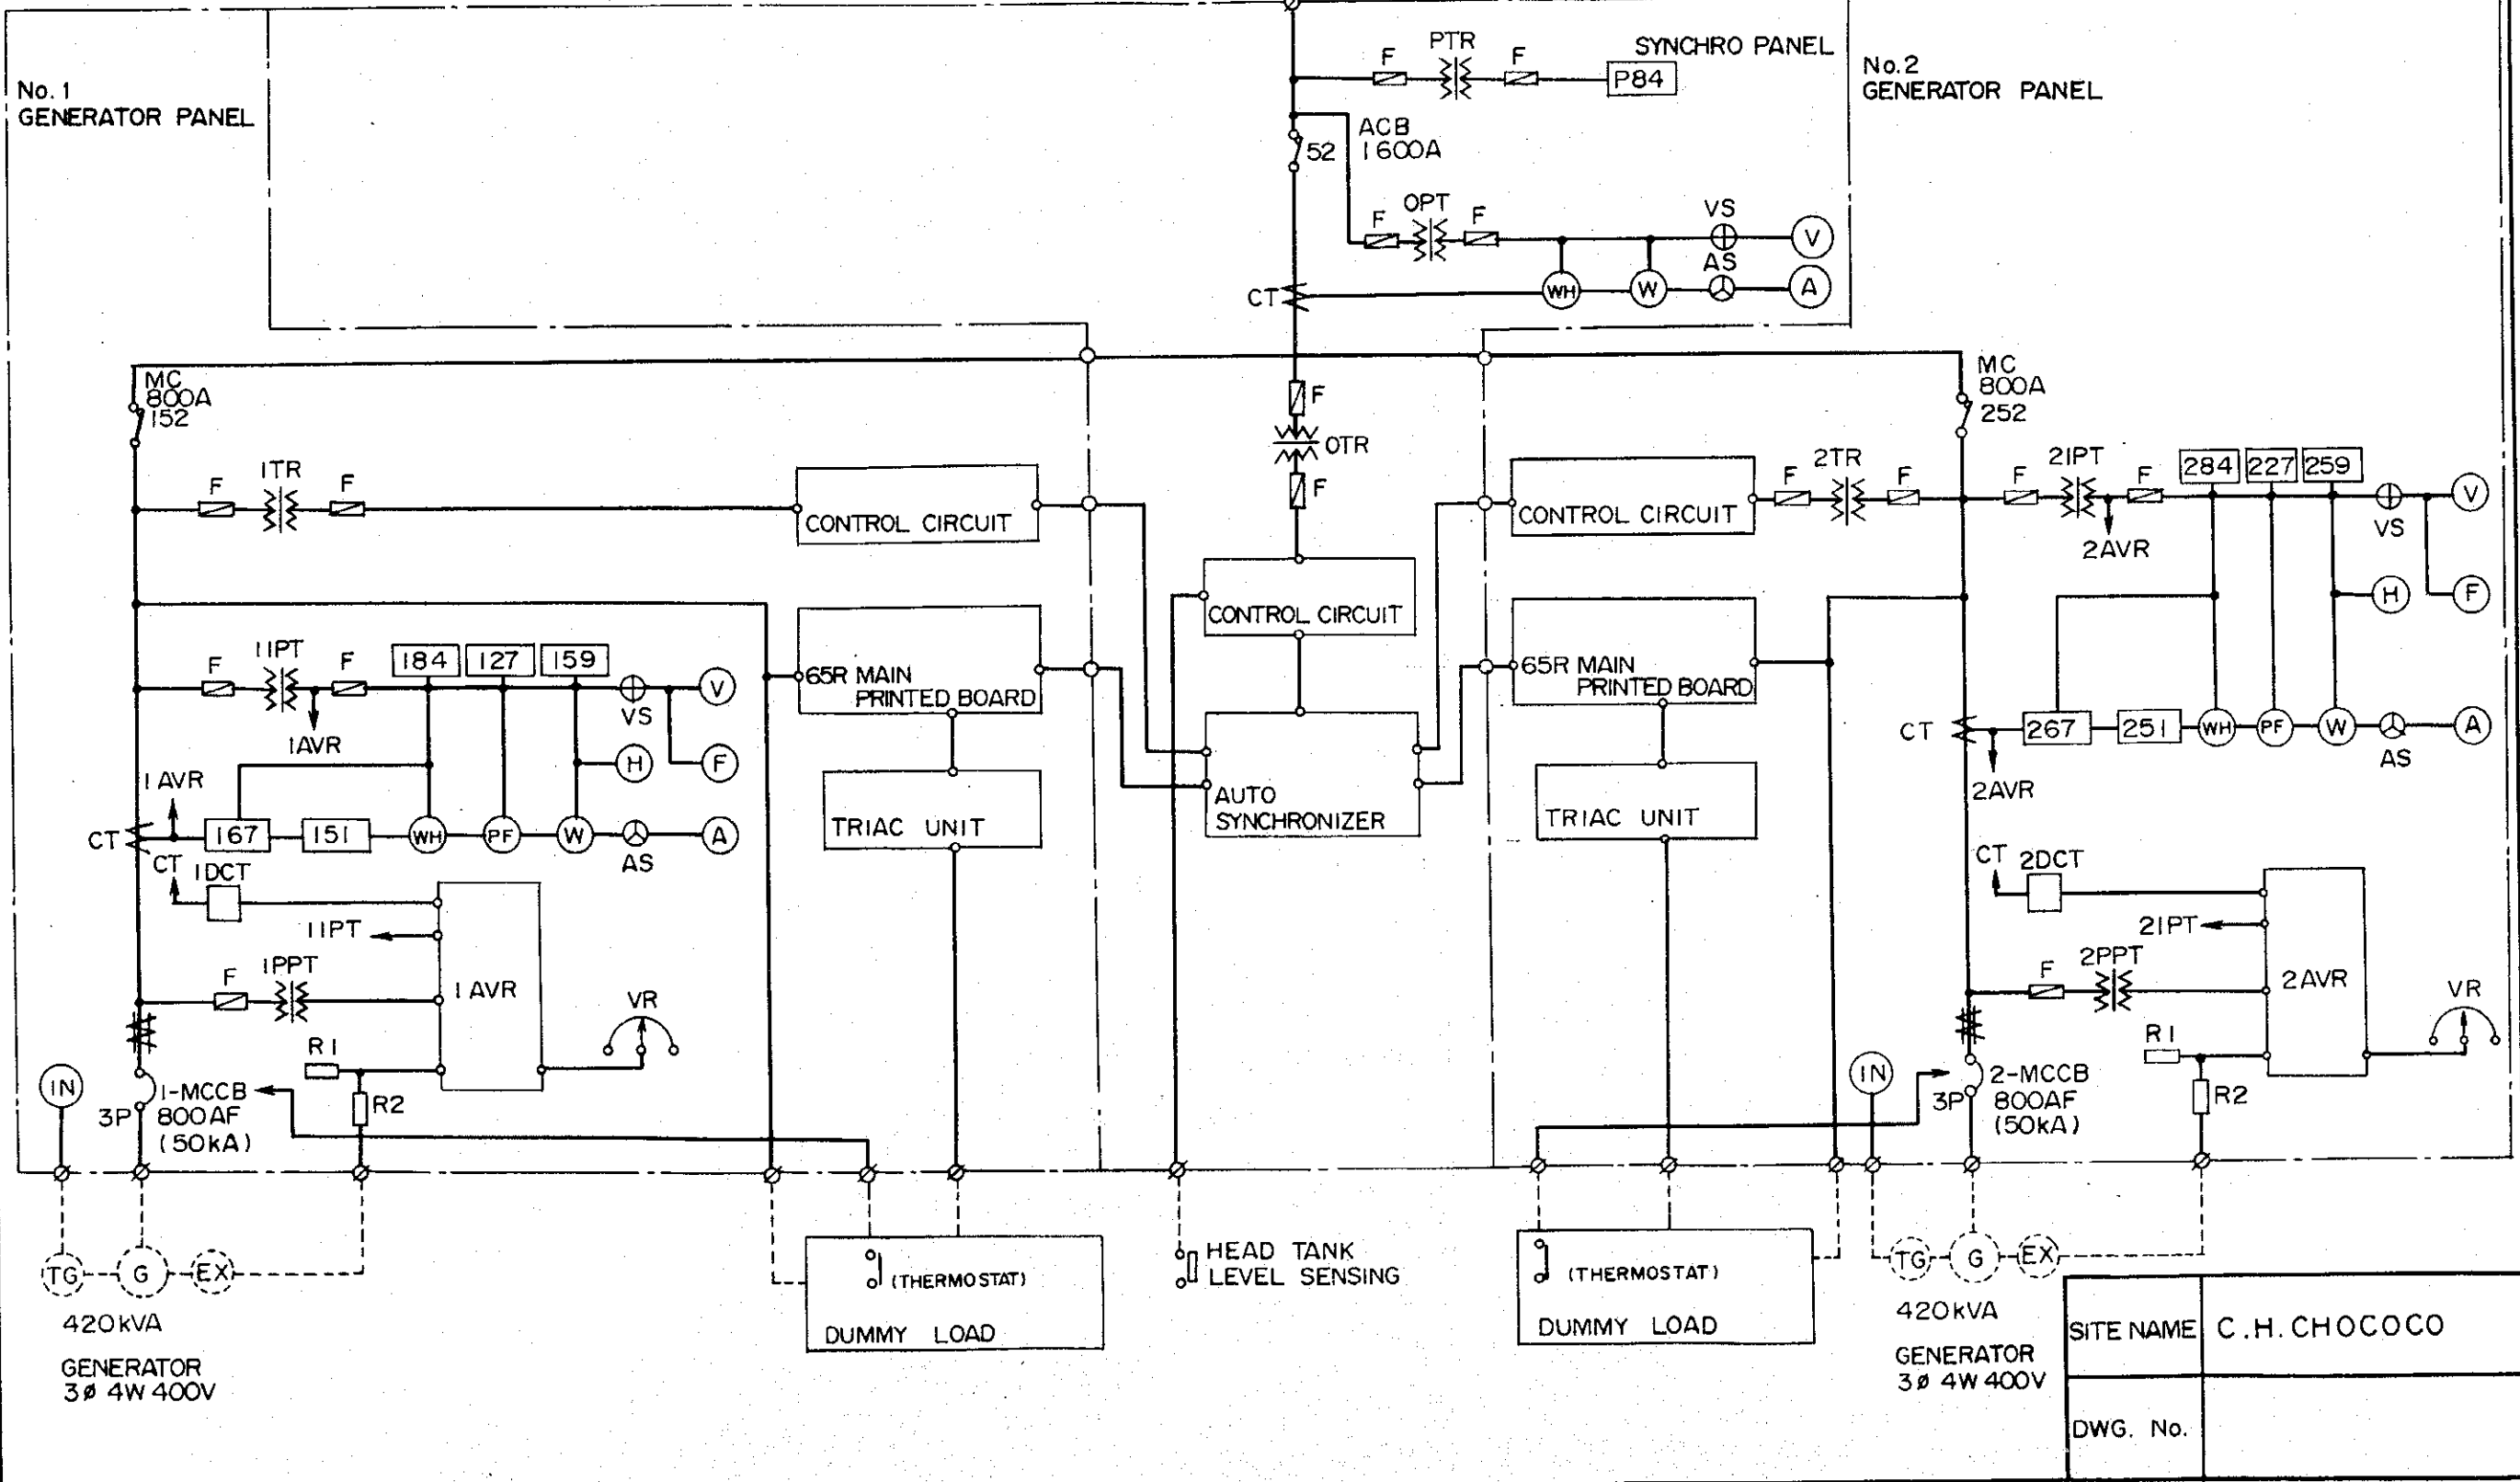 No.1
GENERATOR PANEL
F
PTR
F
SYNCHRO PANEL
P84
ACB
1600A
52
F
OPT
F
VS
V
AS
CT
WH
W
A
No.2
GENERATOR PANEL
MC
800A
152
F
1TR
F
CONTROL CIRCUIT
F
OTR
F
CONTROL CIRCUIT
F
2TR
F
MC
800A
252
F
21PT
F
284
227
259
V
VS
2AVR
H
F
F
11PT
F
184
127
159
V
VS
1AVR
H
F
1AVR
CT
167
151
WH
PF
W
A
AS
65R MAIN
PRINTED BOARD
TRIAC UNIT
CONTROL CIRCUIT
AUTO
SYNCHRONIZER
65R MAIN
PRINTED BOARD
TRIAC UNIT
CT
267
251
WH
PF
W
A
AS
2AVR
CT
1DCT
11PT
F
1PPT
1AVR
VR
R1
R2
IN
3P
1-MCCB
800AF
(50kA)
CT
2DCT
21PT
F
2PPT
2AVR
VR
R1
R2
IN
3P
2-MCCB
800AF
(50kA)
TG
G
EX
420kVA
GENERATOR
3ø 4W 400V
(THERMOSTAT)
DUMMY LOAD
HEAD TANK
LEVEL SENSING
(THERMOSTAT)
DUMMY LOAD
TG
G
EX
420kVA
GENERATOR
3ø 4W 400V
SITE NAME
C.H. CHOCOCO
DWG. No.